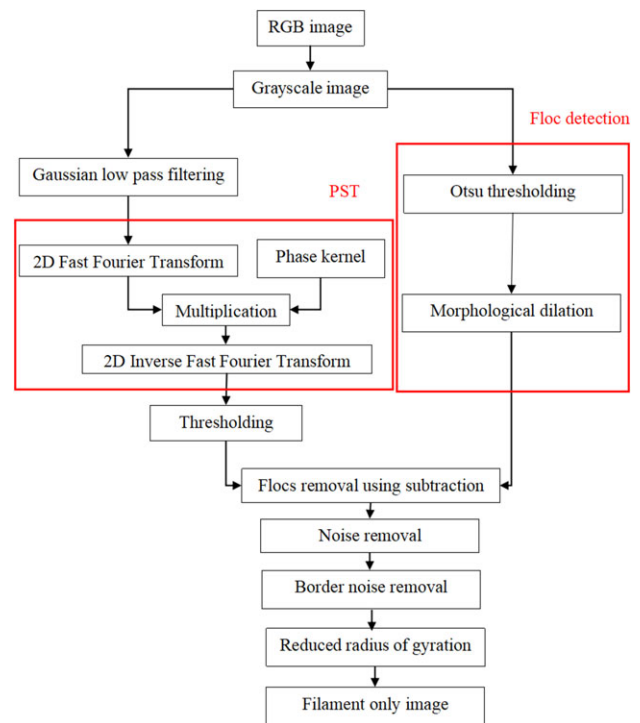 RGB image
Grayscale image
Floc detection
Gaussian low pass filtering
PST
Otsu thresholding
2D Fast Fourier Transform
Phase kernel
Multiplication
Morphological dilation
2D Inverse Fast Fourier Transform
Thresholding
Flocs removal using subtraction
Noise removal
Border noise removal
Reduced radius of gyration
Filament only image